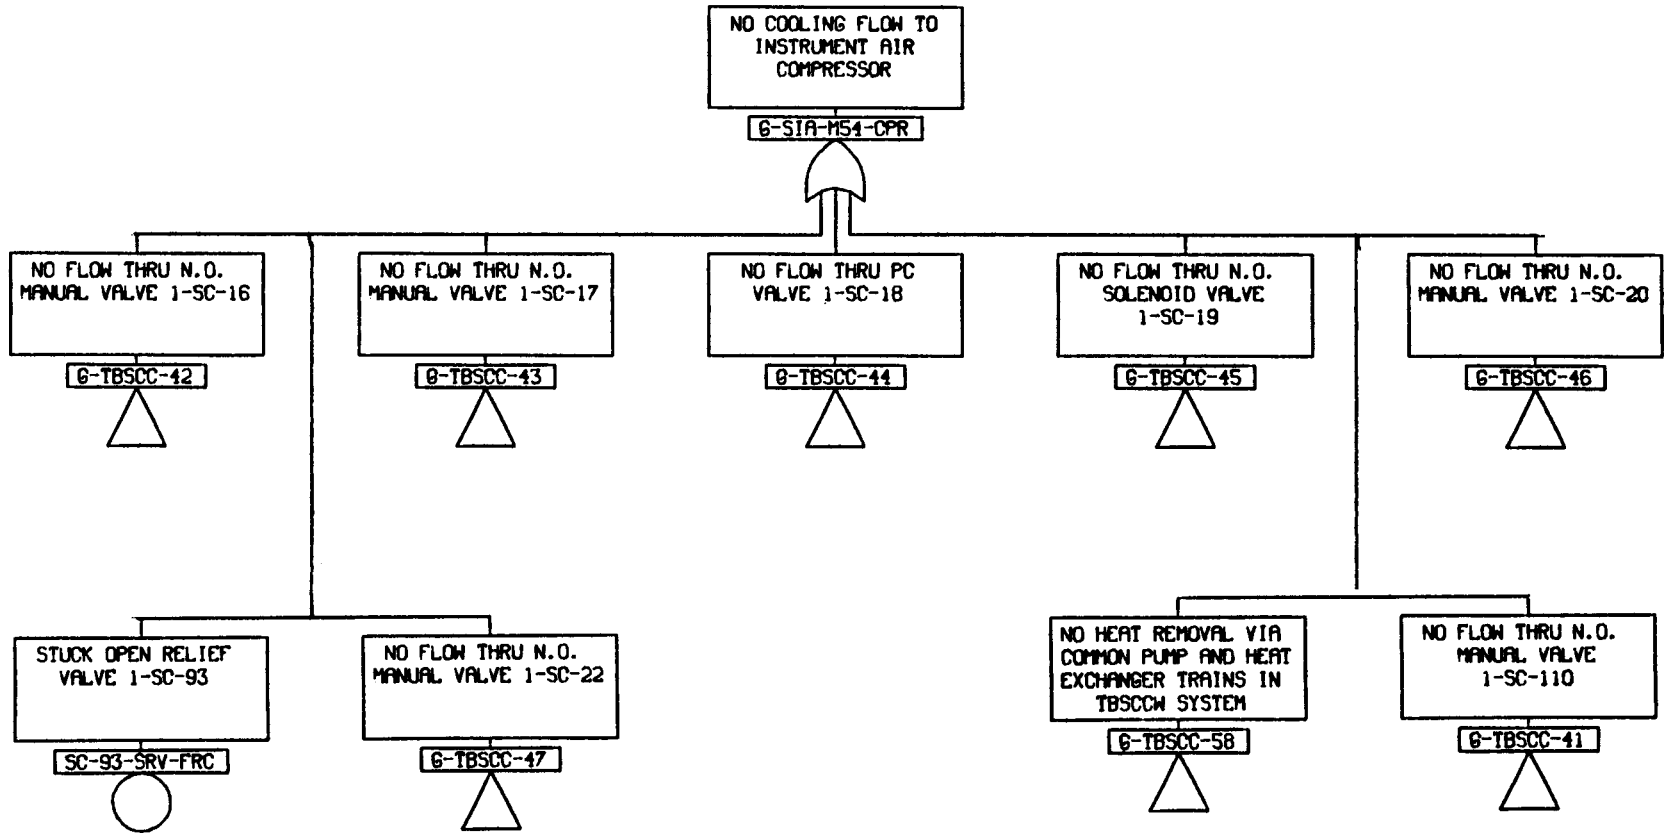 NO COOLING FLOW TO
INSTRUMENT AIR
COMPRESSOR
G-SIA-M54-CPR
NO FLOW THRU N.O.
MANUAL VALVE 1-SC-16
G-TBSCC-42
NO FLOW THRU N.O.
MANUAL VALVE 1-SC-17
G-TBSCC-43
NO FLOW THRU PC
VALVE 1-SC-18
G-TBSCC-44
NO FLOW THRU N.O.
SOLENOID VALVE
1-SC-19
G-TBSCC-45
NO FLOW THRU N.O.
MANUAL VALVE 1-SC-20
G-TBSCC-46
STUCK OPEN RELIEF
VALVE 1-SC-93
SC-93-SRV-FRC
NO FLOW THRU N.O.
MANUAL VALVE 1-SC-22
G-TBSCC-47
NO HEAT REMOVAL VIA
COMMON PUMP AND HEAT
EXCHANGER TRAINS IN
TBSCCW SYSTEM
G-TBSCC-58
NO FLOW THRU N.O.
MANUAL VALVE
1-SC-110
G-TBSCC-41